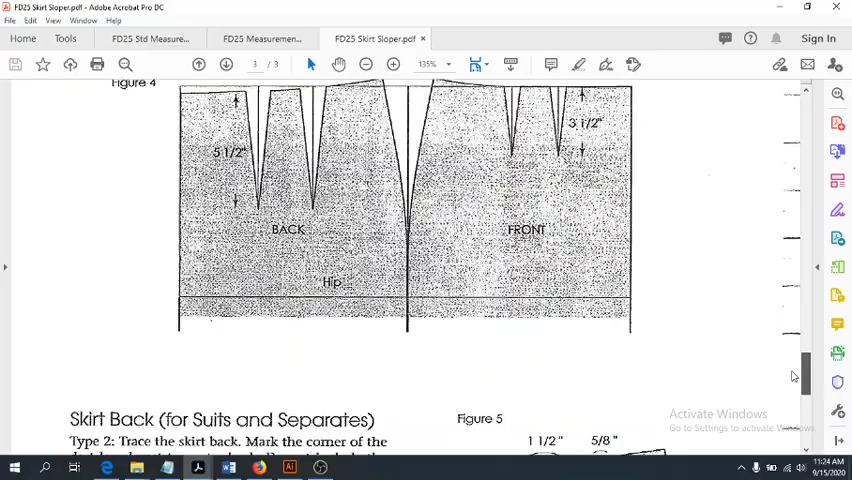 FD25 Skirt Sloper.pdf - Adobe Acrobat Pro DC
File Edit View Window Help
Home Tools FD25 Std Measure... FD25 Measuremen... FD25 Skirt Sloper.pdf × Sign In
3 / 3 135%
Figure 4
3 1/2"
5 1/2"
BACK FRONT
Hip
Skirt Back (for Suits and Separates) Figure 5
Type 2: Trace the skirt back. Mark the corner of the 1 1/2" 5/8"
Activate Windows
Go to Settings to activate Windows.
11:24 AM
9/15/2020